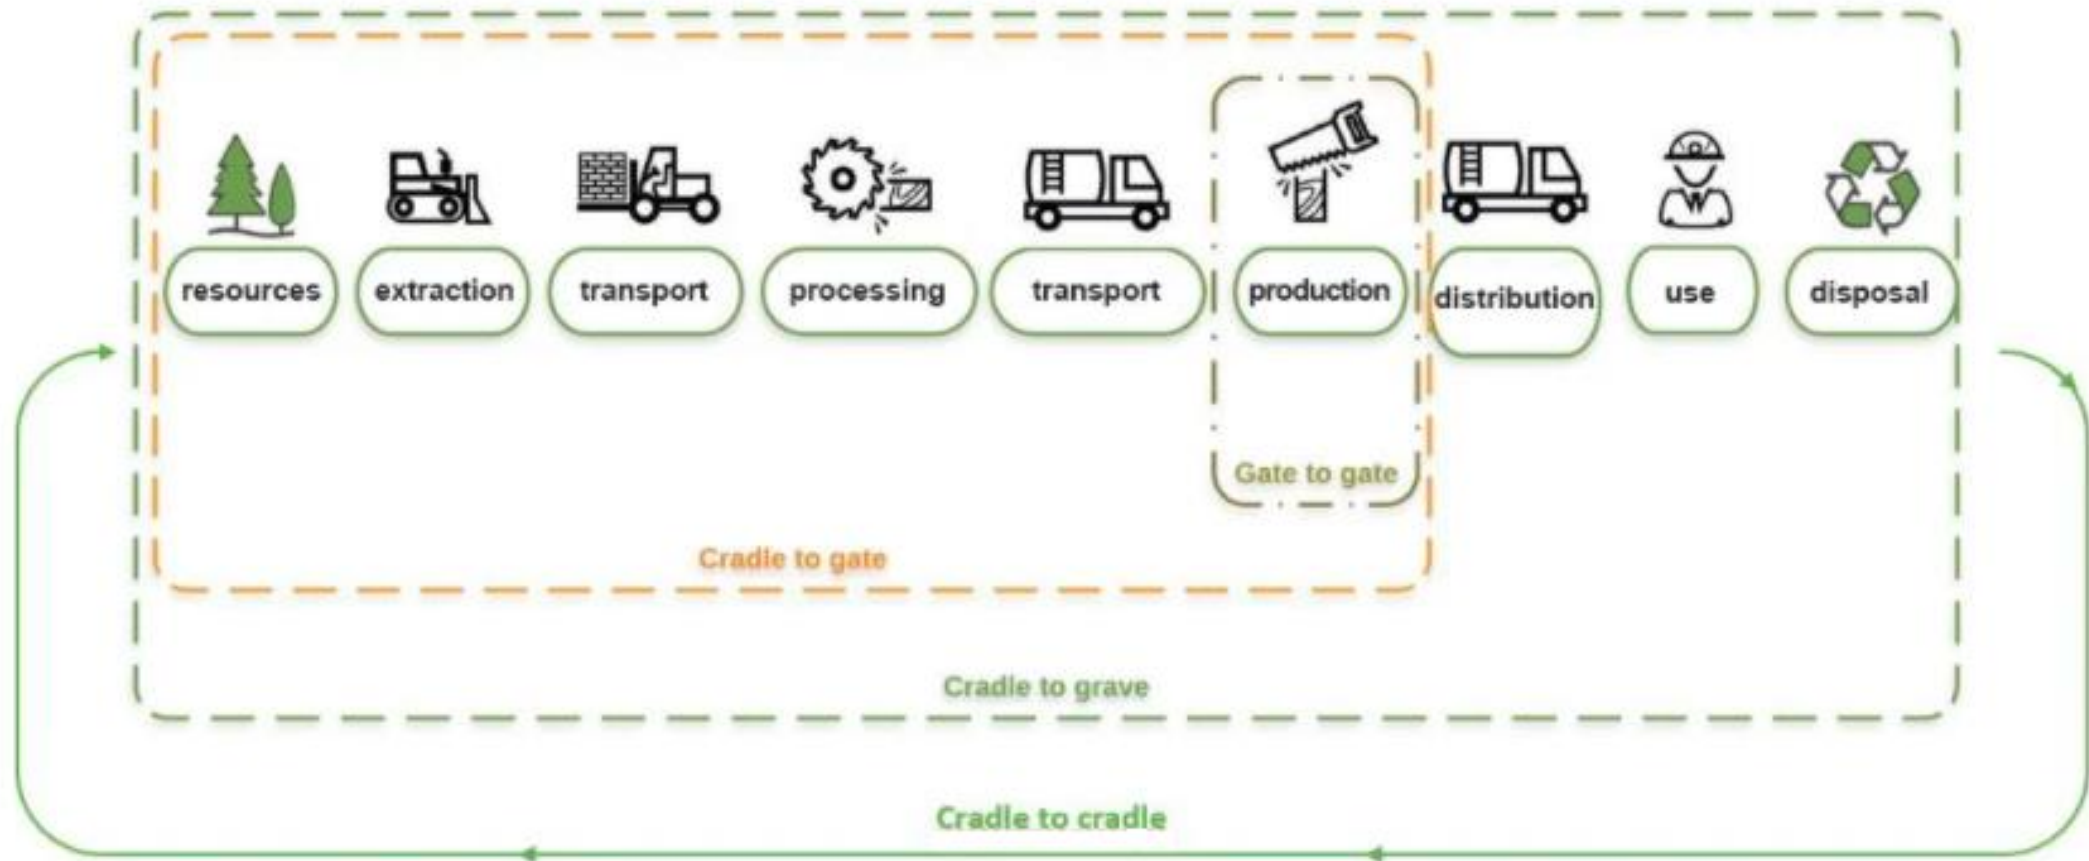 resources
extraction
transport
processing
transport
production
distribution
use
disposal
Gate to gate
Cradle to gate
Cradle to grave
Cradle to cradle